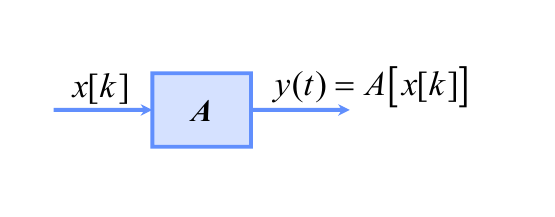 x[k]
A
y(t) = A[x[k]]